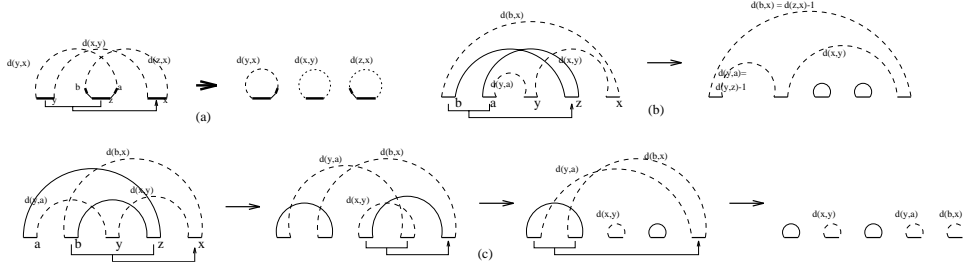 d(y,x)
d(x,y)
d(z,x)
b
a
y
z
x
(a)
d(y,x)
d(x,y)
d(z,x)
d(b,x)
d(x,y)
d(y,a)
b
a
y
z
x
(b)
d(b,x) = d(z,x)-1
d(x,y)
d(y,a)=
d(y,z)-1
d(b,x)
d(y,a)
d(x,y)
a
b
y
z
x
d(y,a)
d(b,x)
d(x,y)
(c)
d(b,x)
d(y,a)
d(x,y)
d(x,y)
d(y,a)
d(b,x)